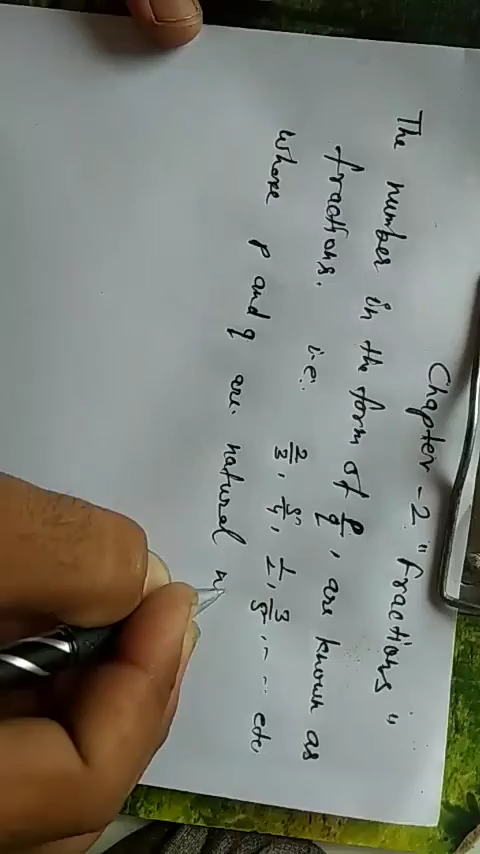 Chapter - 2 "fractions"
The number in the form of p/q, are known as
fractions. i.e. 2/3, 5/4, 1/2, 3/5, - - - etc
where p and q are natural